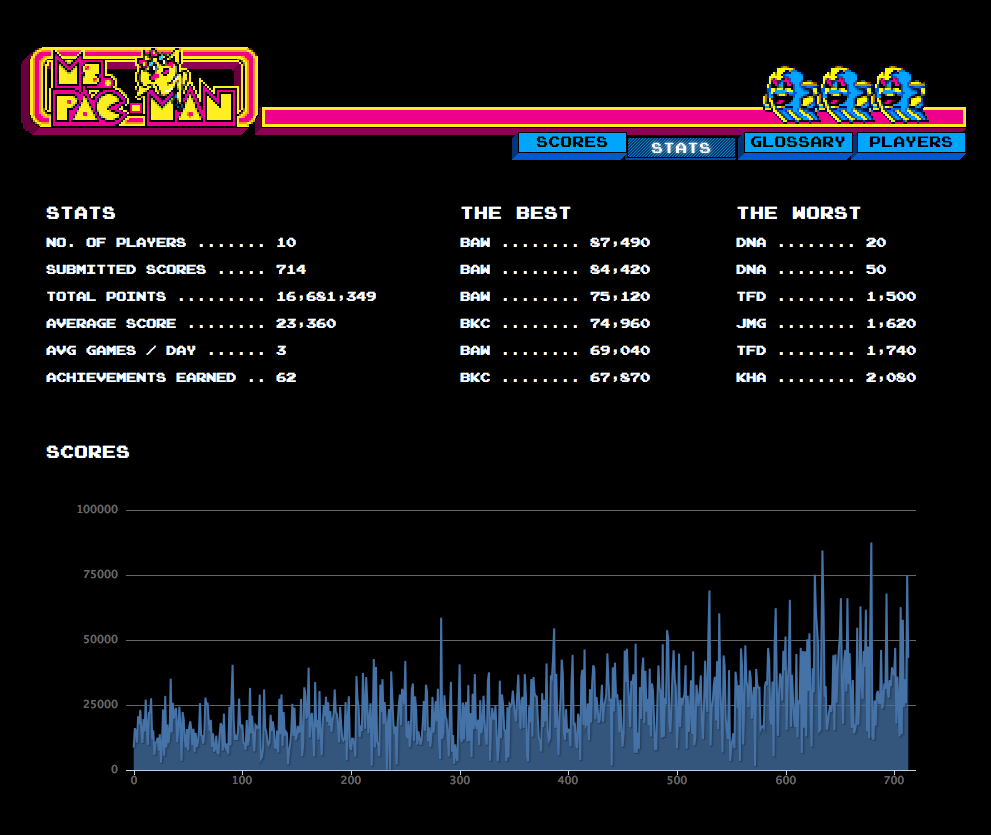 MS.
PAC-MAN
SCORES STATS GLOSSARY PLAYERS
STATS
NO. OF PLAYERS ....... 10
SUBMITTED SCORES ..... 714
TOTAL POINTS ......... 16,681,349
AVERAGE SCORE ........ 23,360
AVG GAMES / DAY ...... 3
ACHIEVEMENTS EARNED .. 62
THE BEST
BAW ........ 87,490
BAW ........ 84,420
BAW ........ 75,120
BKC ........ 74,960
BAW ........ 69,040
BKC ........ 67,870
THE WORST
DNA ........ 20
DNA ........ 50
TFD ........ 1,500
JMG ........ 1,620
TFD ........ 1,740
KHA ........ 2,080
SCORES
100000
75000
50000
25000
0
0 100 200 300 400 500 600 700